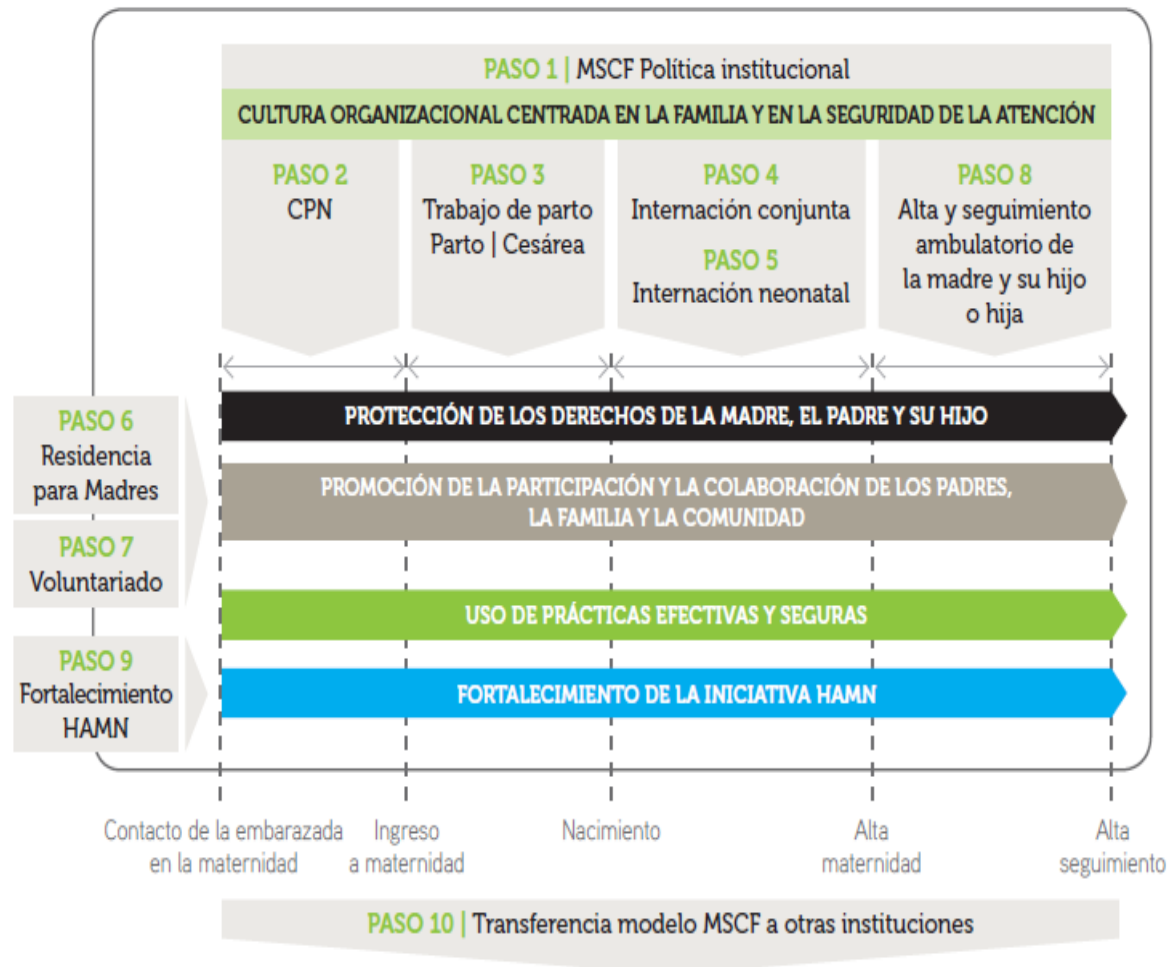 PASO 1 | MSCF Política institucional
CULTURA ORGANIZACIONAL CENTRADA EN LA FAMILIA Y EN LA SEGURIDAD DE LA ATENCIÓN
PASO 2
CPN
PASO 3
Trabajo de parto
Parto | Cesárea
PASO 4
Internación conjunta
PASO 5
Internación neonatal
PASO 8
Alta y seguimiento
ambulatorio de
la madre y su hijo
o hija
PASO 6
Residencia
para Madres
PASO 7
Voluntariado
PASO 9
Fortalecimiento
HAMN
PROTECCIÓN DE LOS DERECHOS DE LA MADRE, EL PADRE Y SU HIJO
PROMOCIÓN DE LA PARTICIPACIÓN Y LA COLABORACIÓN DE LOS PADRES,
LA FAMILIA Y LA COMUNIDAD
USO DE PRÁCTICAS EFECTIVAS Y SEGURAS
FORTALECIMIENTO DE LA INICIATIVA HAMN
Contacto de la embarazada
en la maternidad
Ingreso
a maternidad
Nacimiento
Alta
maternidad
Alta
seguimiento
PASO 10 | Transferencia modelo MSCF a otras instituciones